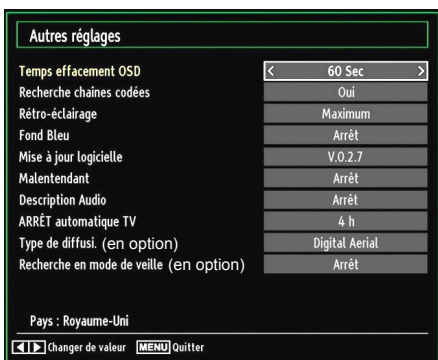 Autres réglages
Temps effacement OSD < 60 Sec >
Recherche chaînes codées Oui
Rétro-éclairage Maximum
Fond Bleu Arrêt
Mise à jour logicielle V.0.2.7
Malentendant Arrêt
Description Audio Arrêt
ARRÊT automatique TV 4 h
Type de diffusi. (en option) Digital Aerial
Recherche en mode de veille (en option) Arrêt
Pays : Royaume-Uni
Changer de valeur MENU Quitter